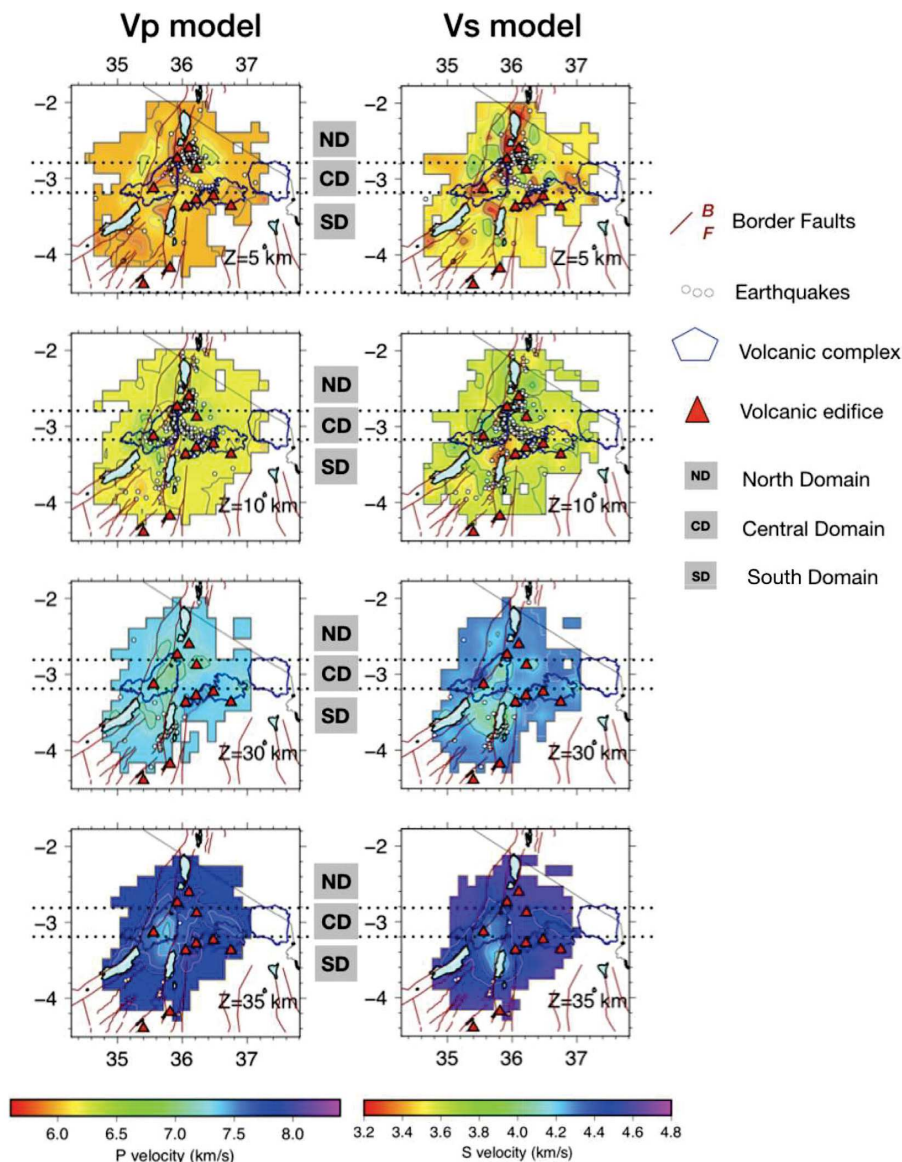 Vp model Vs model
35 36 37 35 36 37
−2 ND
−3 CD
−4 SD
Z=5 km Z=5 km
−2 ND
−3 CD
−4 SD
Z=10 km Z=10 km
−2 ND
−3 CD
−4 SD
Z=30 km Z=30 km
−2 ND
−3 CD
−4 SD
Z=35 km Z=35 km
35 36 37 35 36 37
6.0 6.5 7.0 7.5 8.0
P velocity (km/s)
3.2 3.4 3.6 3.8 4.0 4.2 4.4 4.6 4.8
S velocity (km/s)
B
F
Border Faults
Earthquakes
Volcanic complex
Volcanic edifice
ND North Domain
CD Central Domain
SD South Domain